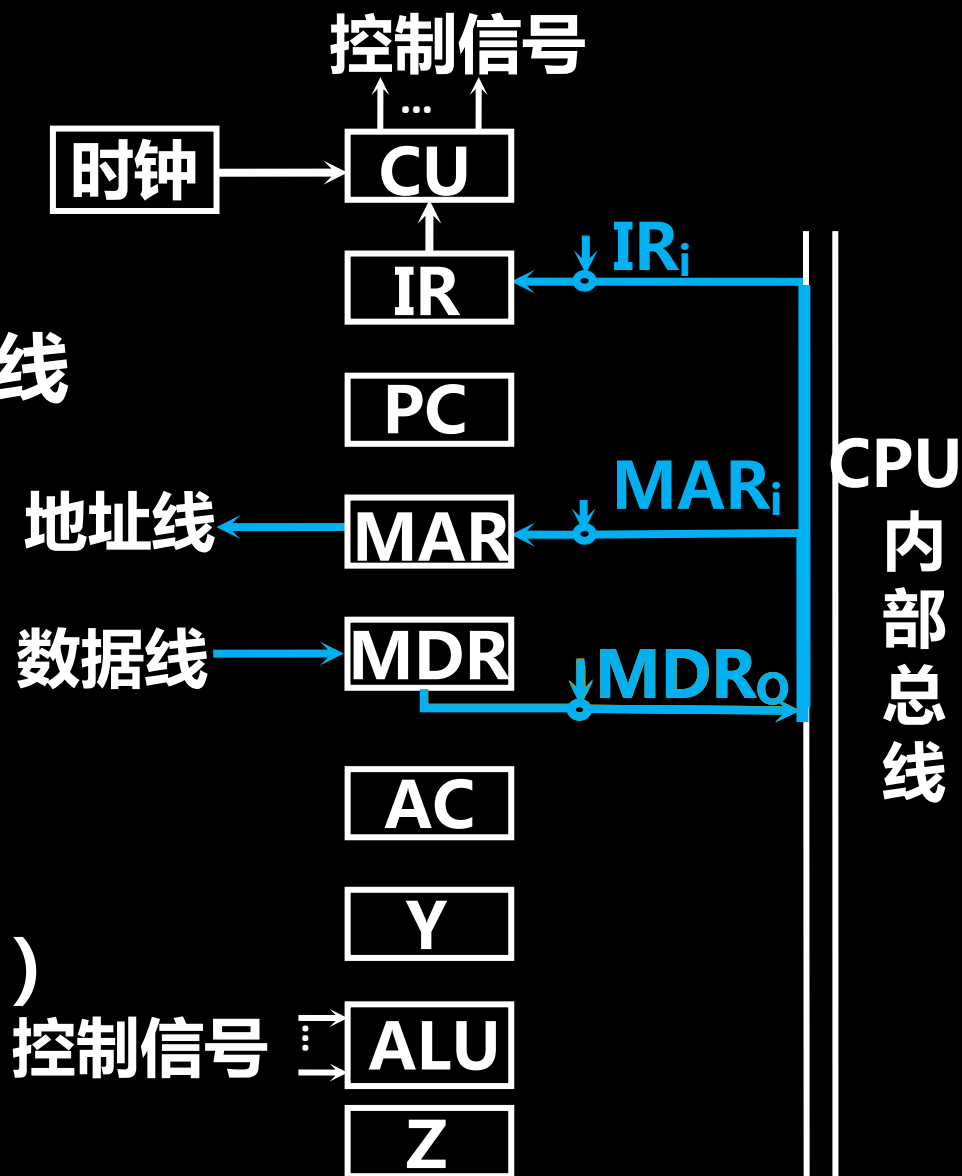 控制信号
...
时钟
CU
IR
IRi
线
PC
CPU
内
部
总
线
地址线
MAR
MARi
数据线
MDR
MDRO
AC
Y
)
控制信号
...
ALU
Z